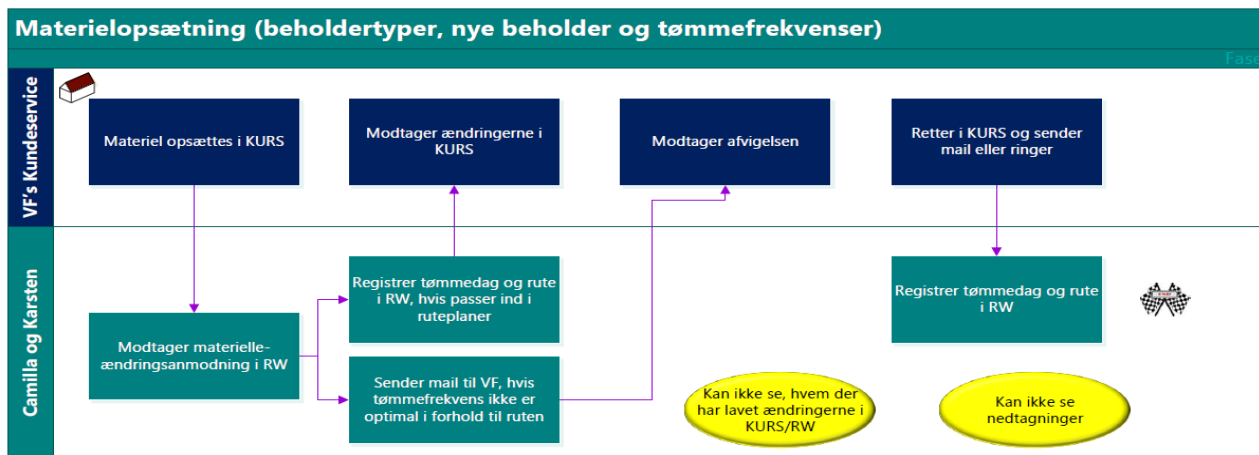 Materielopsætning (beholdertyper, nye beholder og tømmefrekvenser)
Fase
VF's Kundeservice
Materiel opsættes i KURS
Modtager ændringerne i
KURS
Modtager afvigelsen
Retter i KURS og sender
mail eller ringer
Camilla og Karsten
Modtager materielle-
ændringsanmodning i RW
Registrer tømmedag og rute
i RW, hvis passer ind i
ruteplaner
Sender mail til VF, hvis
tømmefrekvens ikke er
optimal i forhold til ruten
Kan ikke se, hvem der
har lavet ændringerne i
KURS/RW
Registrer tømmedag og rute
i RW
Kan ikke se
nedtagninger